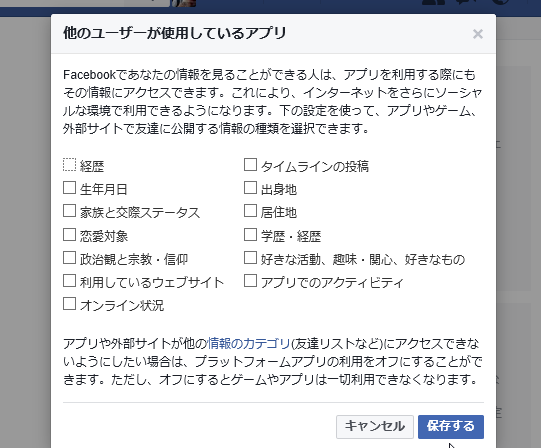 他のユーザーが使用しているアプリ
Facebookであなたの情報を見ることができる人は、アプリを利用する際にも
その情報にアクセスできます。これにより、インターネットをさらにソーシャル
な環境で利用できるようになります。下の設定を使って、アプリやゲーム、
外部サイトで友達に公開する情報の種類を選択できます。
経歴
タイムラインの投稿
生年月日
出身地
家族と交際ステータス
居住地
恋愛対象
学歴・経歴
政治観と宗教・信仰
好きな活動、趣味・関心、好きなもの
利用しているウェブサイト
アプリでのアクティビティ
オンライン状況
アプリや外部サイトが他の情報のカテゴリ(友達リストなど)にアクセスできな
いようにしたい場合は、プラットフォームアプリの利用をオフにすることがで
きます。ただし、オフにするとゲームやアプリは一切利用できなくなります。
キャンセル
保存する